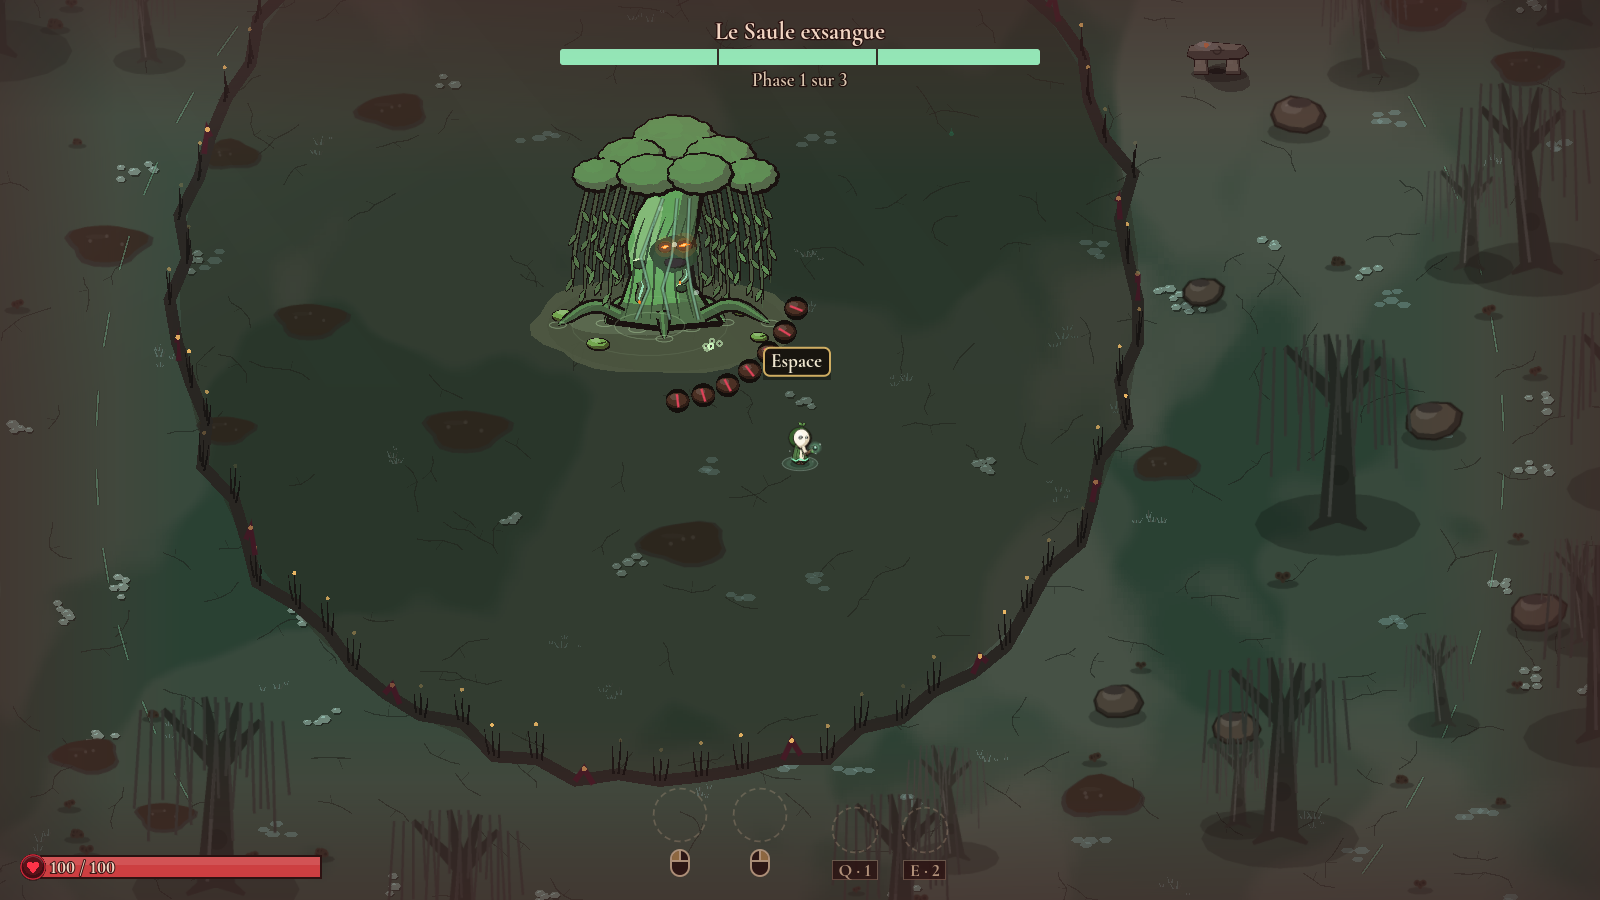 Le Saule exsangue
Phase 1 sur 3
Espace
100 / 100
Q · 1
E · 2